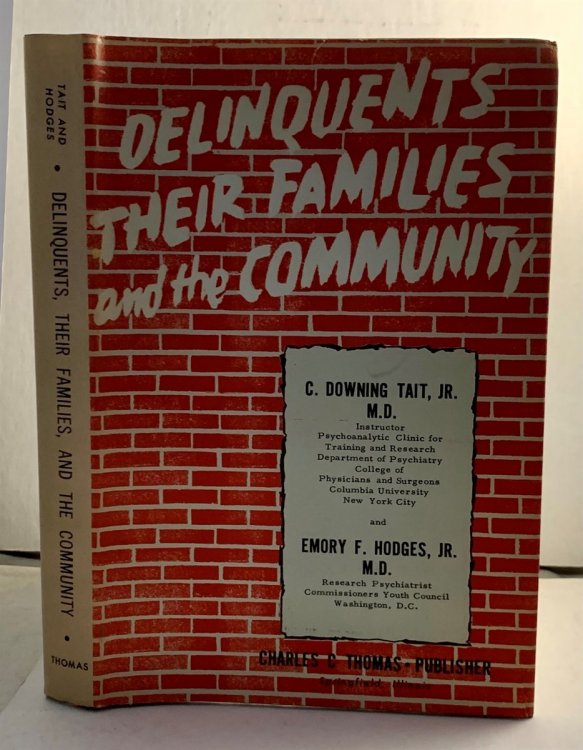 TAIT AND
HODGES
• DELINQUENTS, THEIR FAMILIES, AND THE COMMUNITY •
THOMAS
DELINQUENTS
THEIR FAMILIES
and the COMMUNITY
C. DOWNING TAIT, JR.
M.D.
Instructor
Psychoanalytic Clinic for
Training and Research
Department of Psychiatry
College of
Physicians and Surgeons
Columbia University
New York City
and
EMORY F. HODGES, JR.
M.D.
Research Psychiatrist
Commissioners Youth Council
Washington, D.C.
CHARLES C THOMAS • PUBLISHER
Springfield Illinois